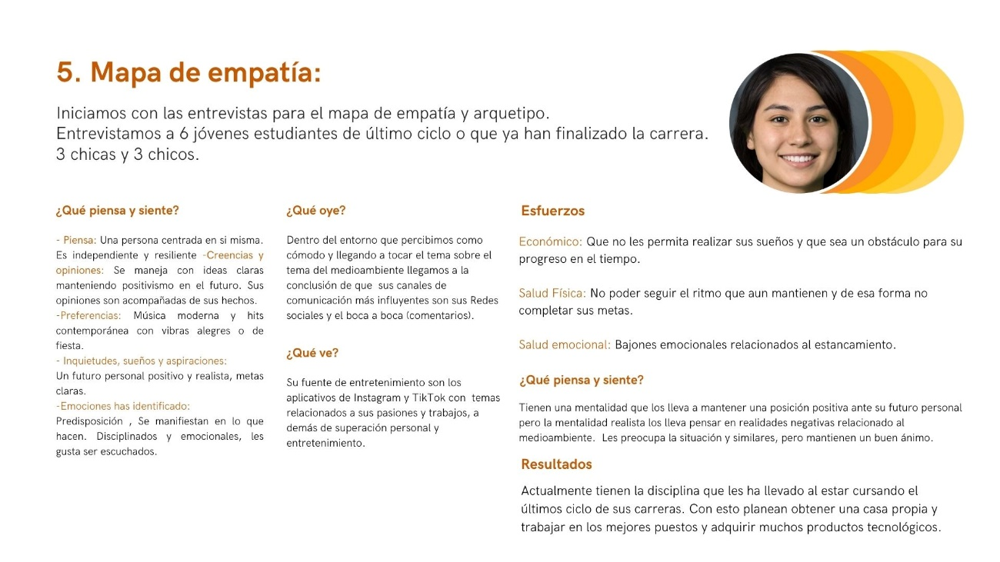 5. Mapa de empatía:
Iniciamos con las entrevistas para el mapa de empatía y arquetipo.
Entrevistamos a 6 jóvenes estudiantes de último ciclo o que ya han finalizado la carrera.
3 chicas y 3 chicos.
¿Qué piensa y siente?
- Piensa: Una persona centrada en si misma.
Es independiente y resiliente -Creencias y
opiniones: Se maneja con ideas claras
manteniendo positivismo en el futuro. Sus
opiniones son acompañadas de sus hechos.
-Preferencias: Música moderna y hits
contemporánea con vibras alegres o de
fiesta.
- Inquietudes, sueños y aspiraciones:
Un futuro personal positivo y realista, metas
claras.
-Emociones has identificado:
Predisposición , Se manifiestan en lo que
hacen. Disciplinados y emocionales, les
gusta ser escuchados.
¿Qué oye?
Dentro del entorno que percibimos como
cómodo y llegando a tocar el tema sobre el
tema del medioambiente llegamos a la
conclusión de que sus canales de
comunicación más influyentes son sus Redes
sociales y el boca a boca (comentarios).
¿Qué ve?
Su fuente de entretenimiento son los
aplicativos de Instagram y TikTok con temas
relacionados a sus pasiones y trabajos, a
demás de superación personal y
entretenimiento.
Esfuerzos
Económico: Que no les permita realizar sus sueños y que sea un obstáculo para su
progreso en el tiempo.
Salud Física: No poder seguir el ritmo que aun mantienen y de esa forma no
completar sus metas.
Salud emocional: Bajones emocionales relacionados al estancamiento.
¿Qué piensa y siente?
Tienen una mentalidad que los lleva a mantener una posición positiva ante su futuro personal
pero la mentalidad realista los lleva pensar en realidades negativas relacionado al
medioambiente. Les preocupa la situación y similares, pero mantienen un buen ánimo.
Resultados
Actualmente tienen la disciplina que les ha llevado al estar cursando el
últimos ciclo de sus carreras. Con esto planean obtener una casa propia y
trabajar en los mejores puestos y adquirir muchos productos tecnológicos.